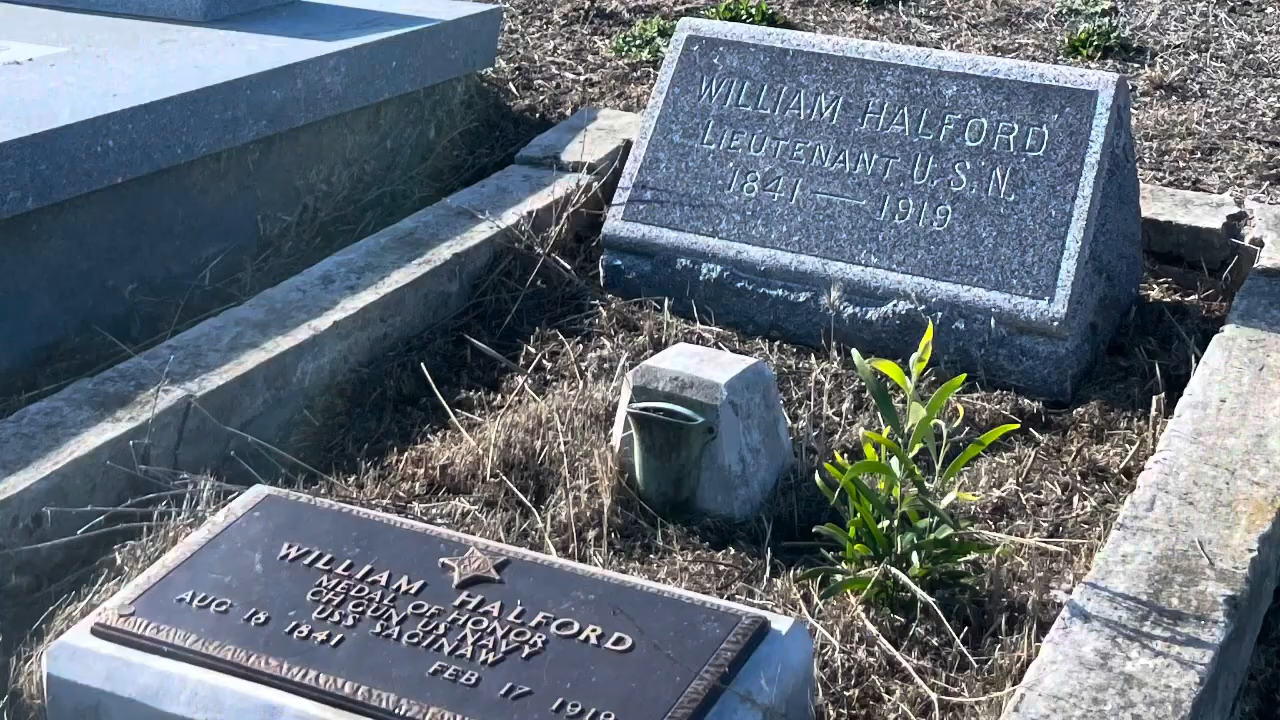 WILLIAM HALFORD
LIEUTENANT U.S.N.
1841 — 1919
WILLIAM HALFORD
MEDAL OF HONOR
CH GUN US NAVY
USS SAGINAW
AUG 18 1841 FEB 17 1919